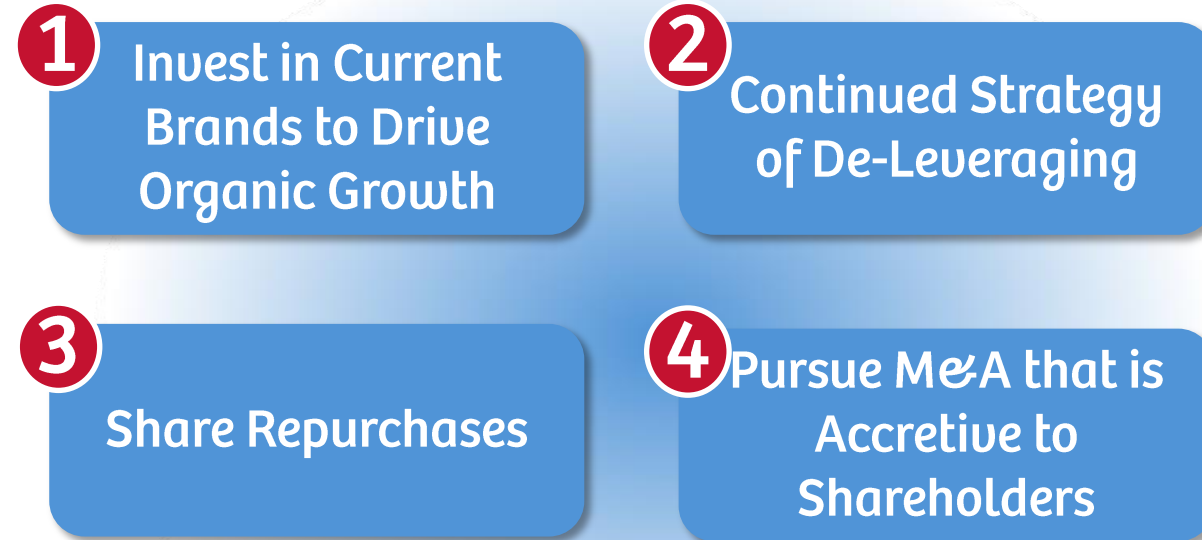 1
Invest in Current
Brands to Drive
Organic Growth
2
Continued Strategy
of De-Leveraging
3
Share Repurchases
4
Pursue M&A that is
Accretive to
Shareholders